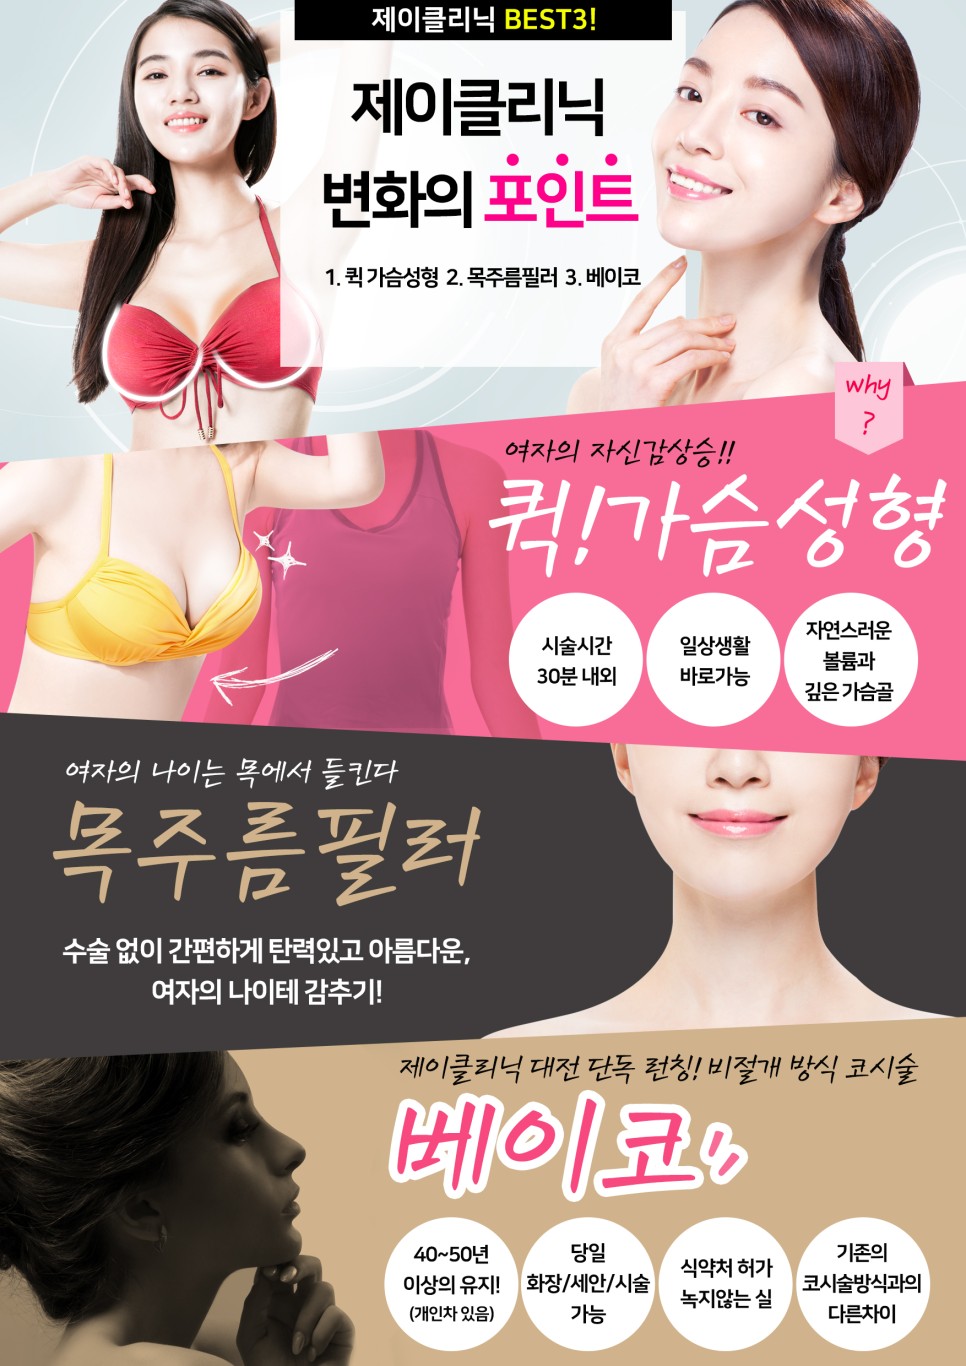 제이클리닉 BEST3!
제이클리닉
변화의 포인트
1. 퀵 가슴성형 2. 목주름필러 3. 베이코
why
?
여자의 자신감상승!!
퀵!가슴성형
시술시간
30분 내외
일상생활
바로가능
자연스러운
볼륨과
깊은 가슴골
여자의 나이는 목에서 들킨다
목주름필러
수술 없이 간편하게 탄력있고 아름다운,
여자의 나이테 감추기!
제이클리닉 대전 단독 런칭! 비절개 방식 코시술
베이코
40~50년
이상의 유지!
(개인차 있음)
당일
화장/세안/시술
가능
식약처 허가
녹지않는 실
기존의
코시술방식과의
다른차이